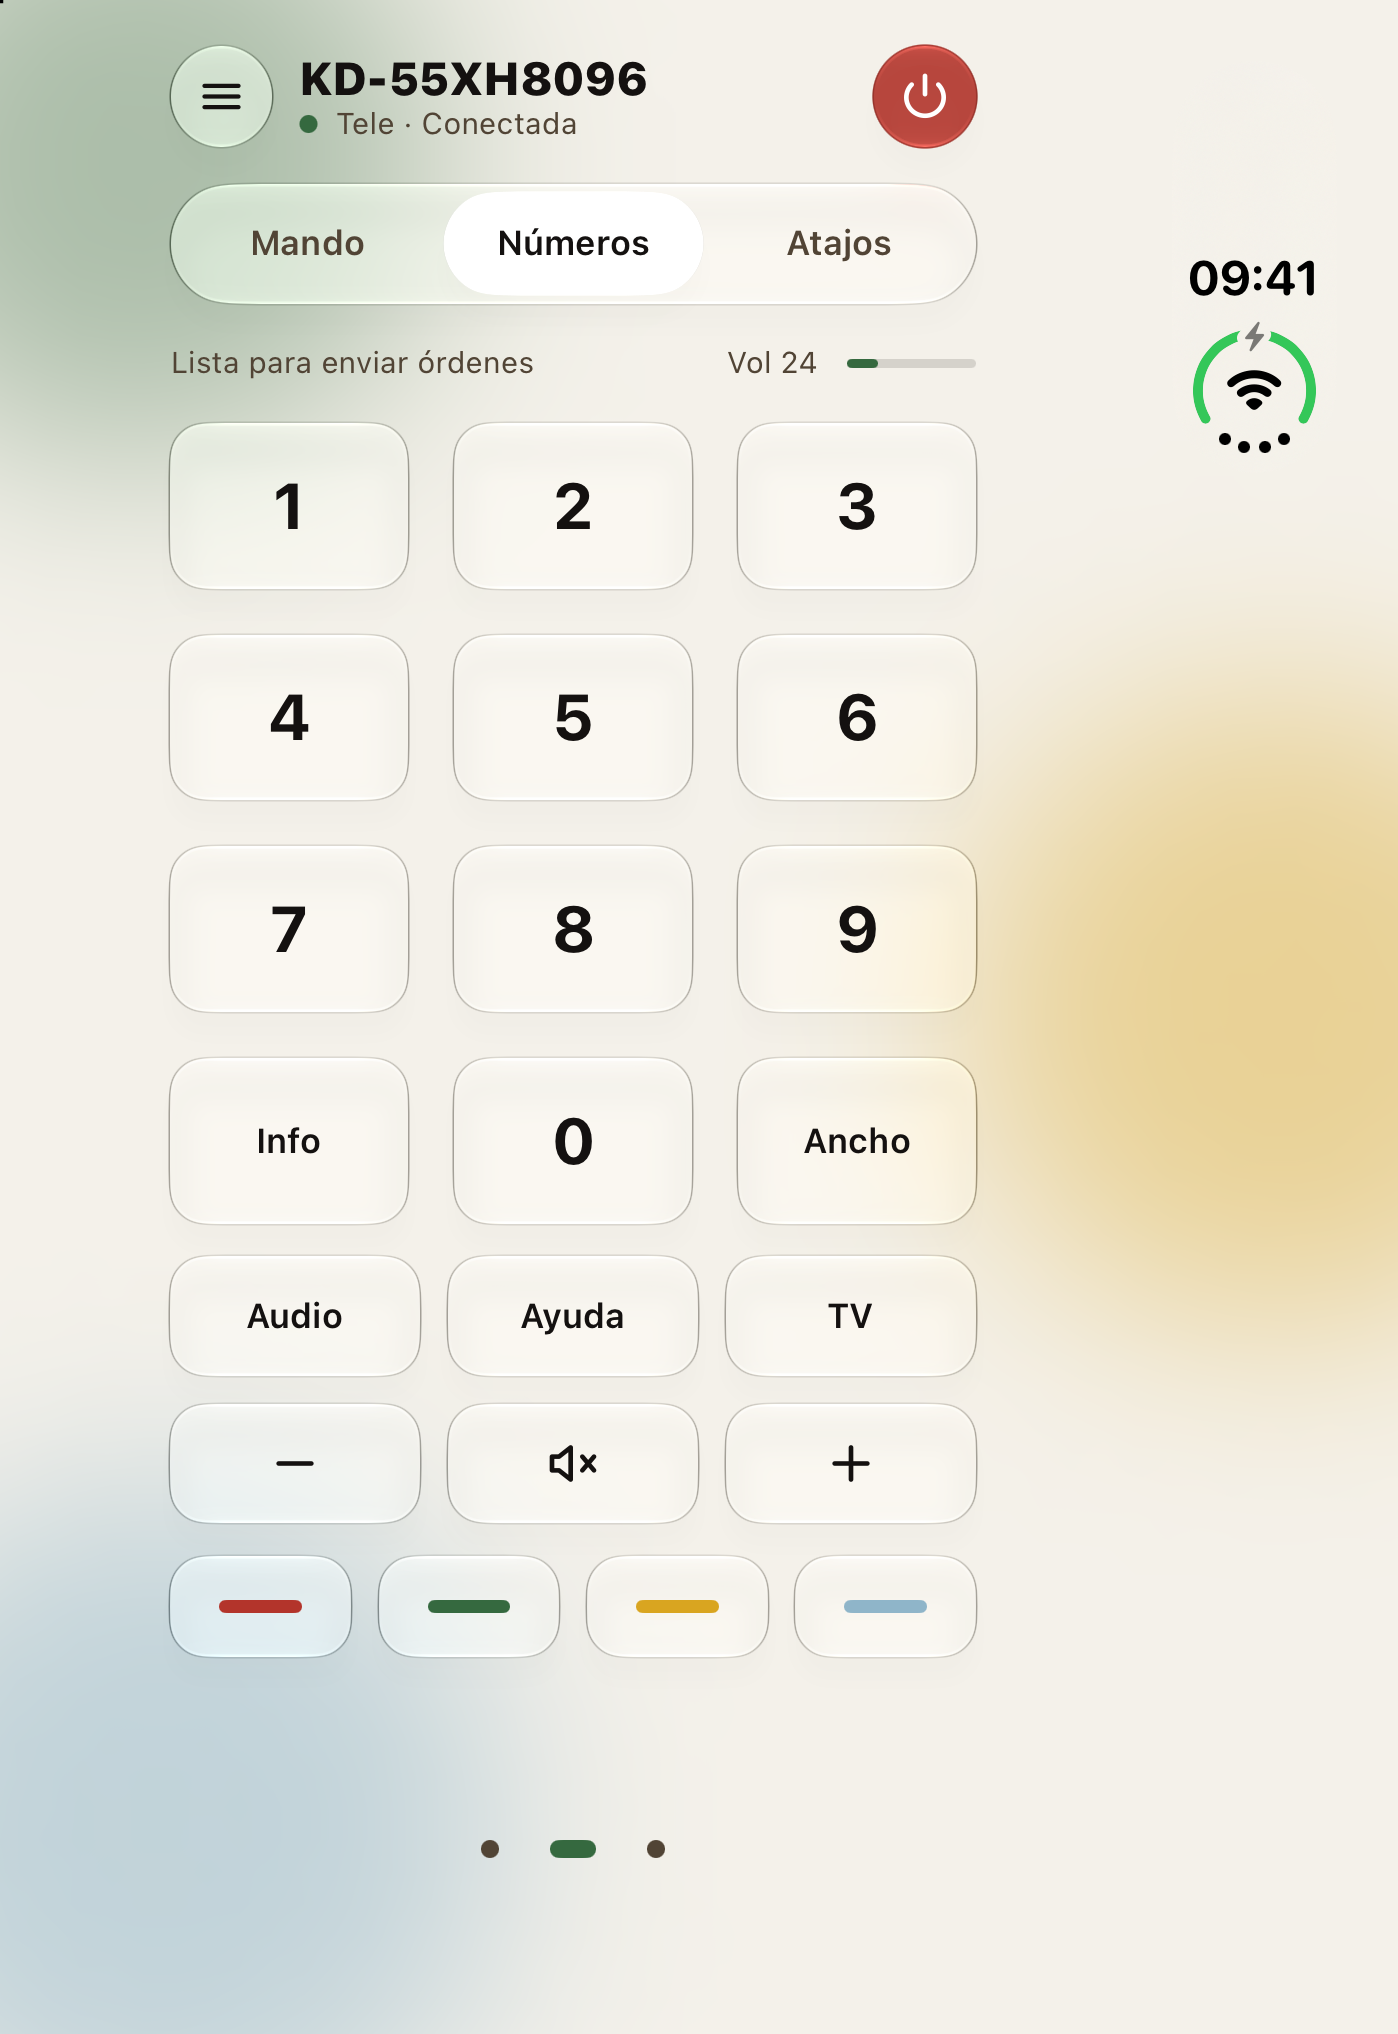 KD-55XH8096
Tele · Conectada
Mando Números Atajos
09:41
Lista para enviar órdenes Vol 24
1 2 3
4 5 6
7 8 9
Info 0 Ancho
Audio Ayuda TV